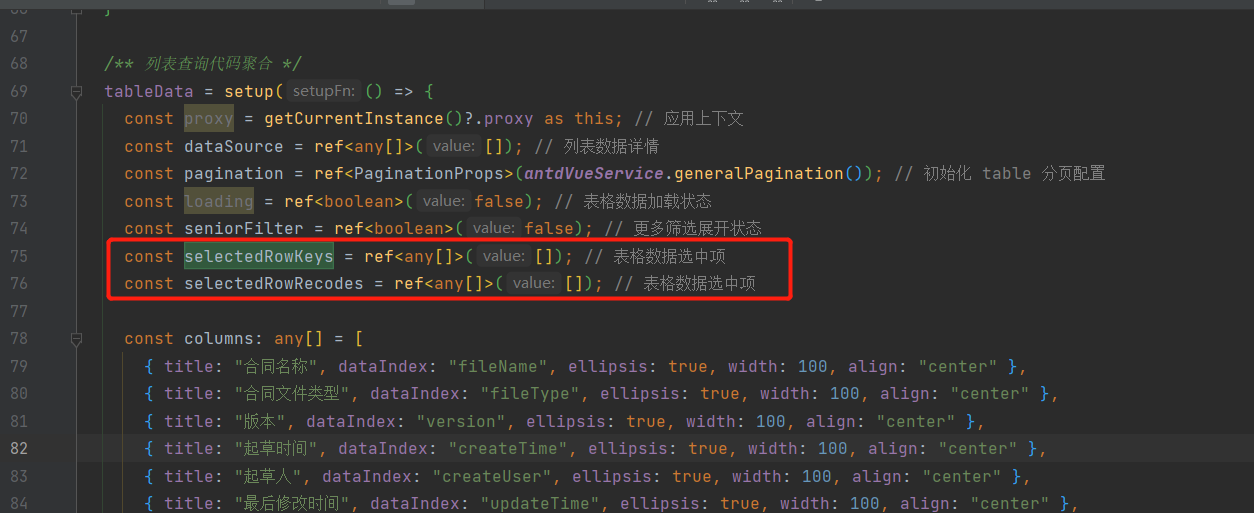 67
68 /** 列表查询代码聚合 */
69 tableData = setup( setupFn: () => {
70 const proxy = getCurrentInstance()?.proxy as this; // 应用上下文
71 const dataSource = ref<any[]>( value: []); // 列表数据详情
72 const pagination = ref<PaginationProps>(antdVueService.generalPagination()); // 初始化 table 分页配置
73 const loading = ref<boolean>( value: false); // 表格数据加载状态
74 const seniorFilter = ref<boolean>( value: false); // 更多筛选展开状态
75 const selectedRowKeys = ref<any[]>( value: []); // 表格数据选中项
76 const selectedRowRecodes = ref<any[]>( value: []); // 表格数据选中项
77
78 const columns: any[] = [
79 { title: "合同名称", dataIndex: "fileName", ellipsis: true, width: 100, align: "center" },
80 { title: "合同文件类型", dataIndex: "fileType", ellipsis: true, width: 100, align: "center" },
81 { title: "版本", dataIndex: "version", ellipsis: true, width: 100, align: "center" },
82 { title: "起草时间", dataIndex: "createTime", ellipsis: true, width: 100, align: "center" },
83 { title: "起草人", dataIndex: "createUser", ellipsis: true, width: 100, align: "center" },
84 { title: "最后修改时间", dataIndex: "updateTime", ellipsis: true, width: 100, align: "center" },